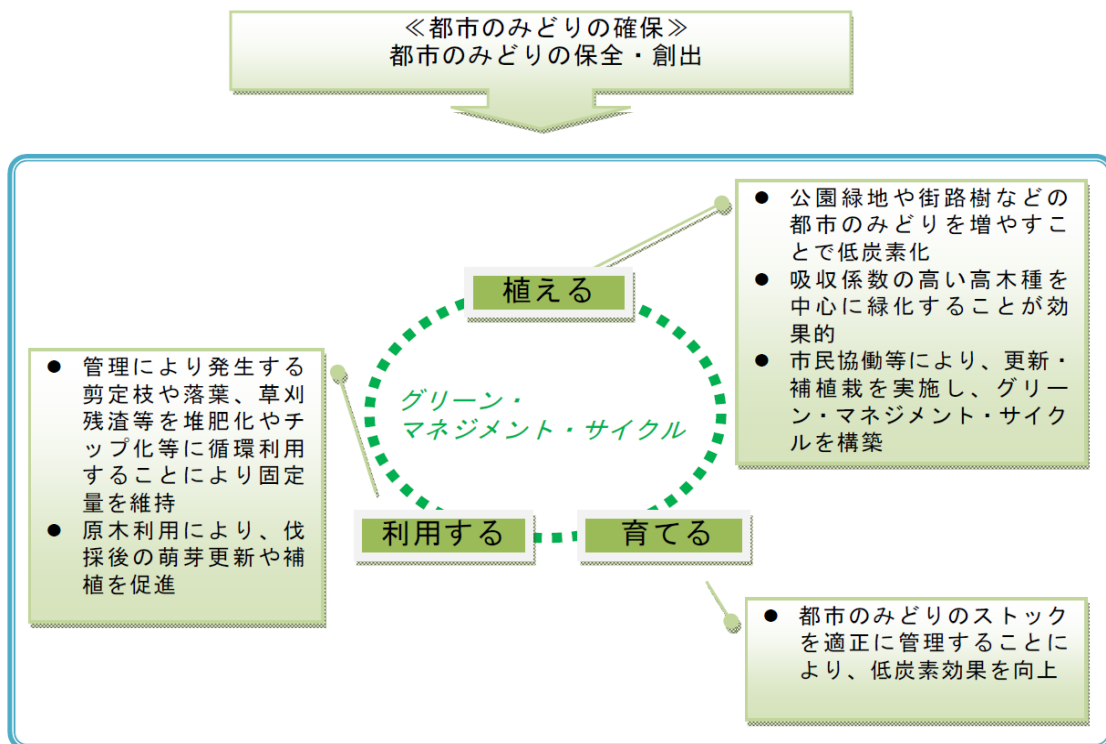 ≪都市のみどりの確保≫
都市のみどりの保全・創出
● 公園緑地や街路樹などの
都市のみどりを増やすこ
とで低炭素化
● 吸収係数の高い高木種を
中心に緑化することが効
果的
● 市民協働等により、更新・
補植栽を実施し、グリー
ン・マネジメント・サイク
ルを構築
植える
グリーン・
マネジメント・サイクル
● 管理により発生する
剪定枝や落葉、草刈
残渣等を堆肥化やチ
ップ化等に循環利用
することにより固定
量を維持
● 原木利用により、伐
採後の萌芽更新や補
植を促進
利用する
育てる
● 都市のみどりのストック
を適正に管理することに
より、低炭素効果を向上